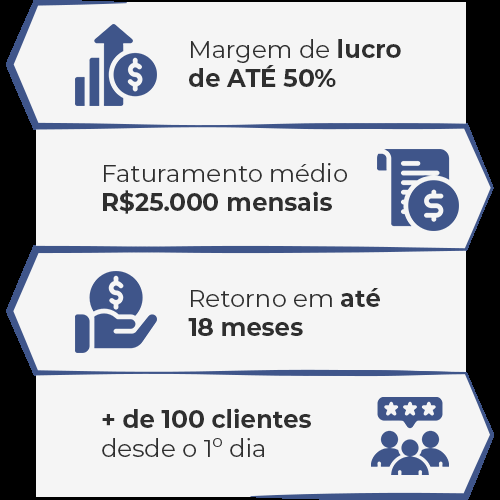 Margem de lucro
de ATÉ 50%
Faturamento médio
R$25.000 mensais
Retorno em até
18 meses
+ de 100 clientes
desde o 1º dia